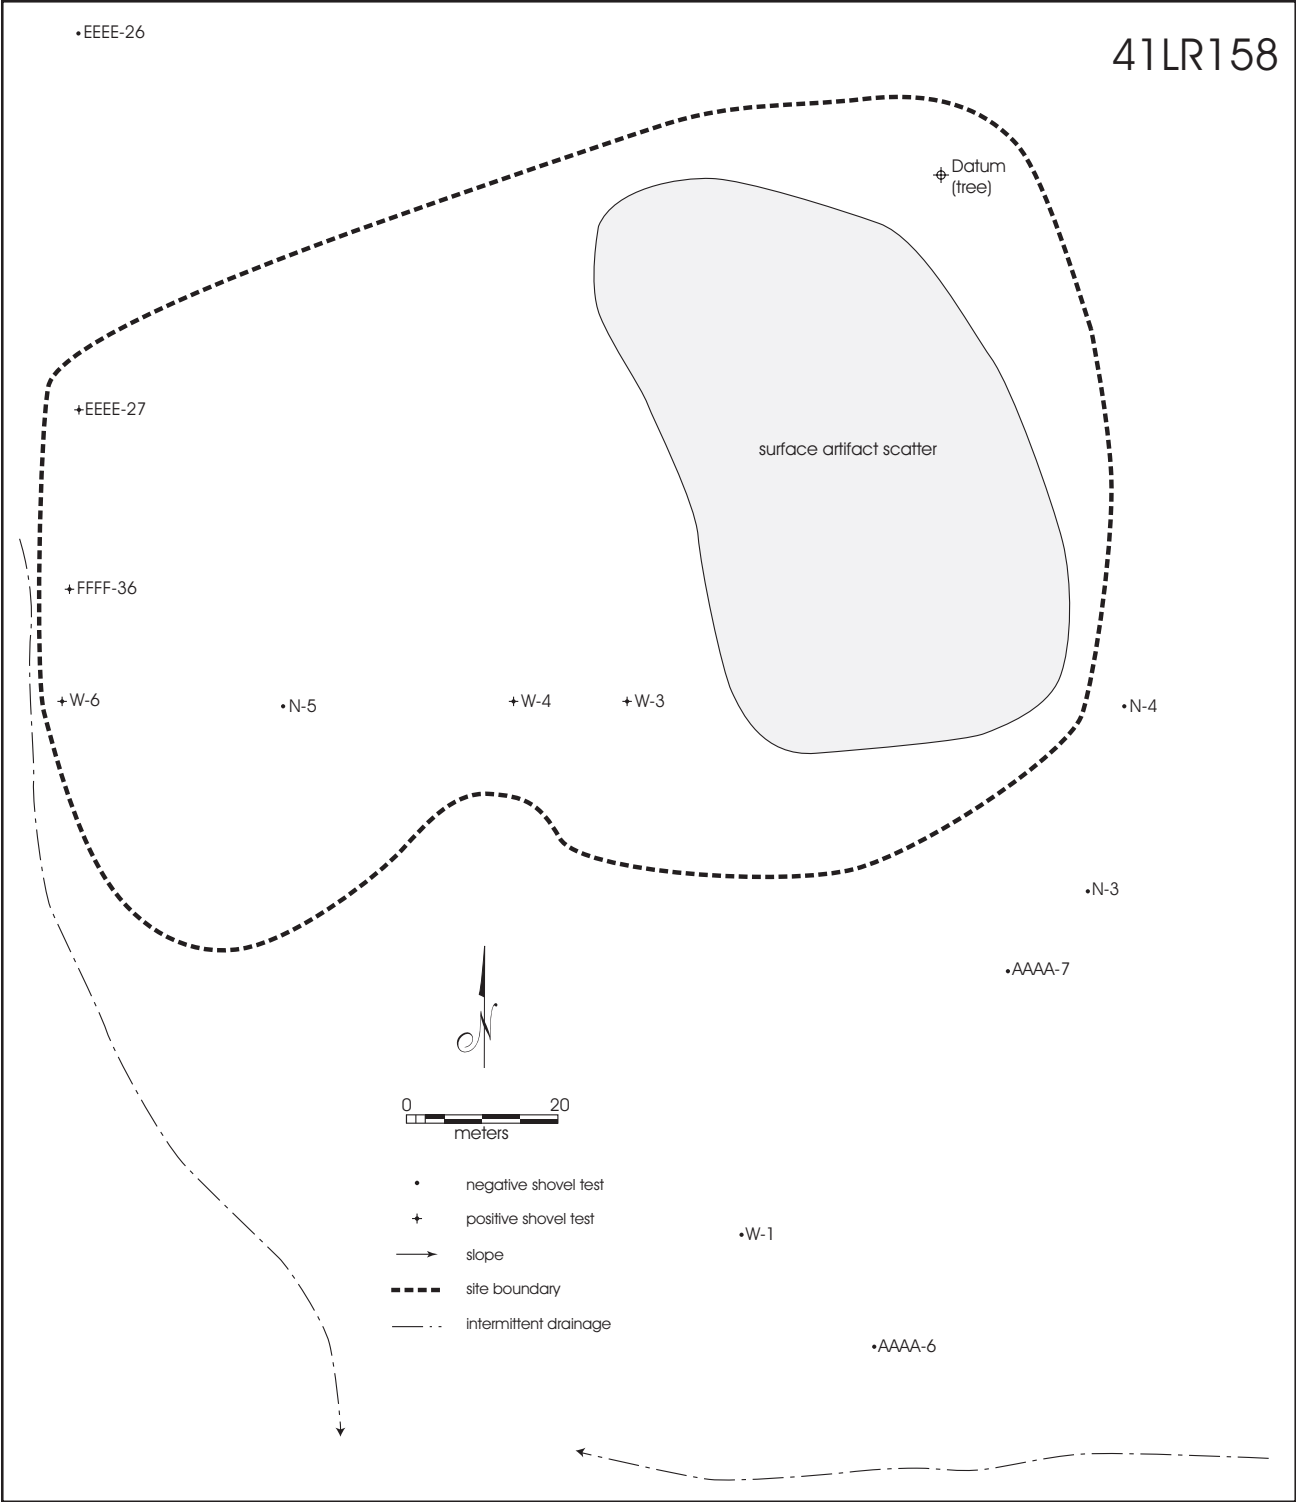 EEEE-26
41LR158
Datum
(tree)
EEEE-27
surface artifact scatter
FFFF-36
W-6
N-5
W-4
W-3
N-4
N-3
AAAA-7
N
0 20
meters
negative shovel test
positive shovel test
W-1
slope
site boundary
intermittent drainage
AAAA-6